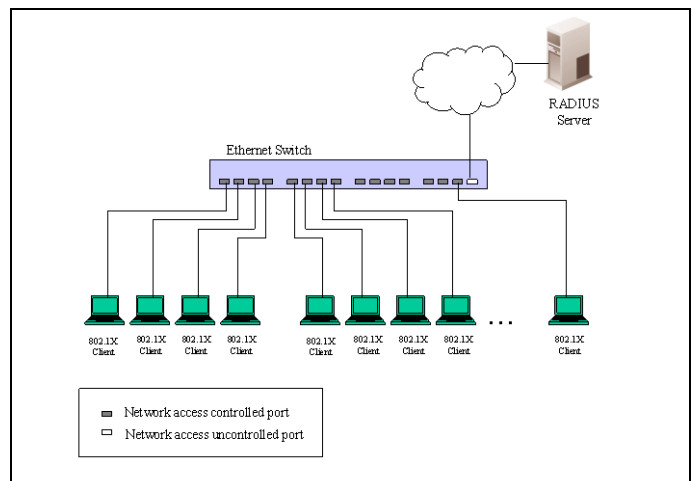 RADIUS
Server
Ethernet Switch
802.1X
Client
802.1X
Client
802.1X
Client
802.1X
Client
802.1X
Client
802.1X
Client
802.1X
Client
802.1X
Client
...
802.1X
Client
Network access controlled port
Network access uncontrolled port